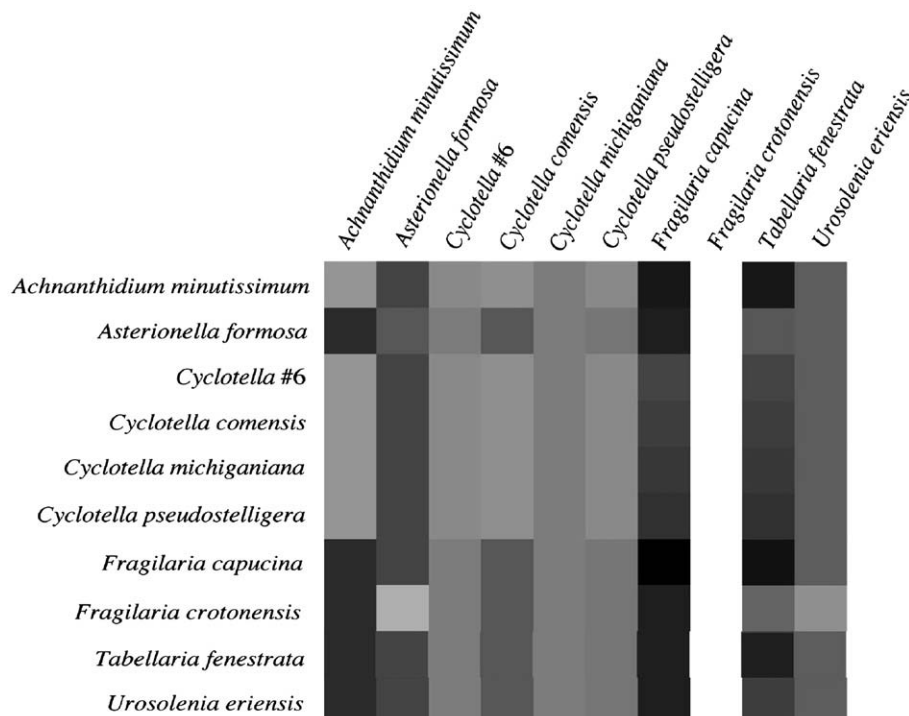 Achnanthidium minutissimum
Asterionella formosa
Cyclotella #6
Cyclotella comensis
Cyclotella michiganiana
Cyclotella pseudostelligera
Fragilaria capucina
Fragilaria crotonensis
Tabellaria fenestrata
Urosolenia eriensis
Achnanthidium minutissimum
Asterionella formosa
Cyclotella #6
Cyclotella comensis
Cyclotella michiganiana
Cyclotella pseudostelligera
Fragilaria capucina
Fragilaria crotonensis
Tabellaria fenestrata
Urosolenia eriensis